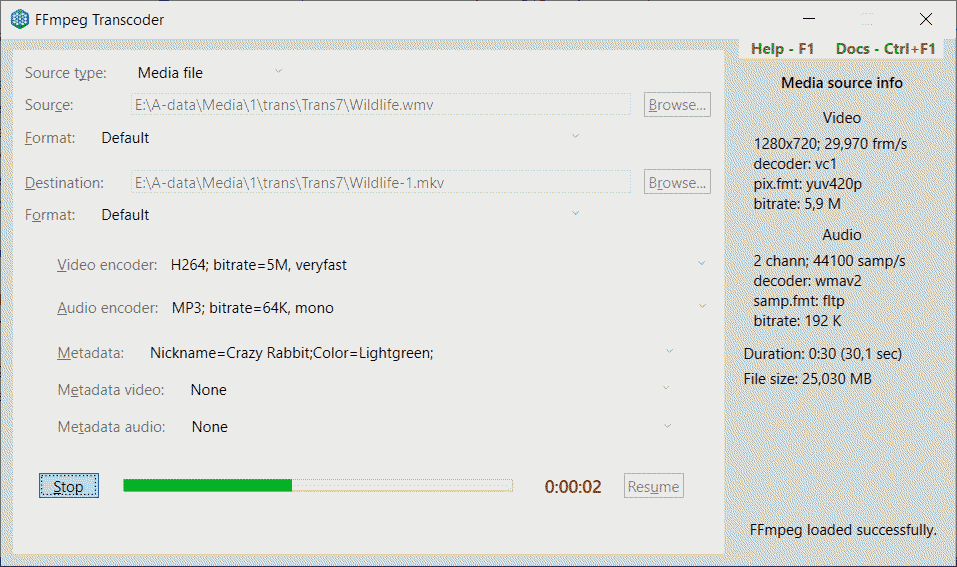 FFmpeg Transcoder
Help - F1 Docs - Ctrl+F1
Source type: Media file
Source: E:\A-data\Media\1\trans\Trans7\Wildlife.wmv Browse...
Format: Default
Destination: E:\A-data\Media\1\trans\Trans7\Wildlife-1.mkv Browse...
Format: Default
Video encoder: H264; bitrate=5M, veryfast
Audio encoder: MP3; bitrate=64K, mono
Metadata: Nickname=Crazy Rabbit;Color=Lightgreen;
Metadata video: None
Metadata audio: None
Stop 0:00:02 Resume
Media source info
Video
1280x720; 29,970 frm/s
decoder: vc1
pix.fmt: yuv420p
bitrate: 5,9 M
Audio
2 chann; 44100 samp/s
decoder: wmav2
samp.fmt: fltp
bitrate: 192 K
Duration: 0:30 (30,1 sec)
File size: 25,030 MB
FFmpeg loaded successfully.